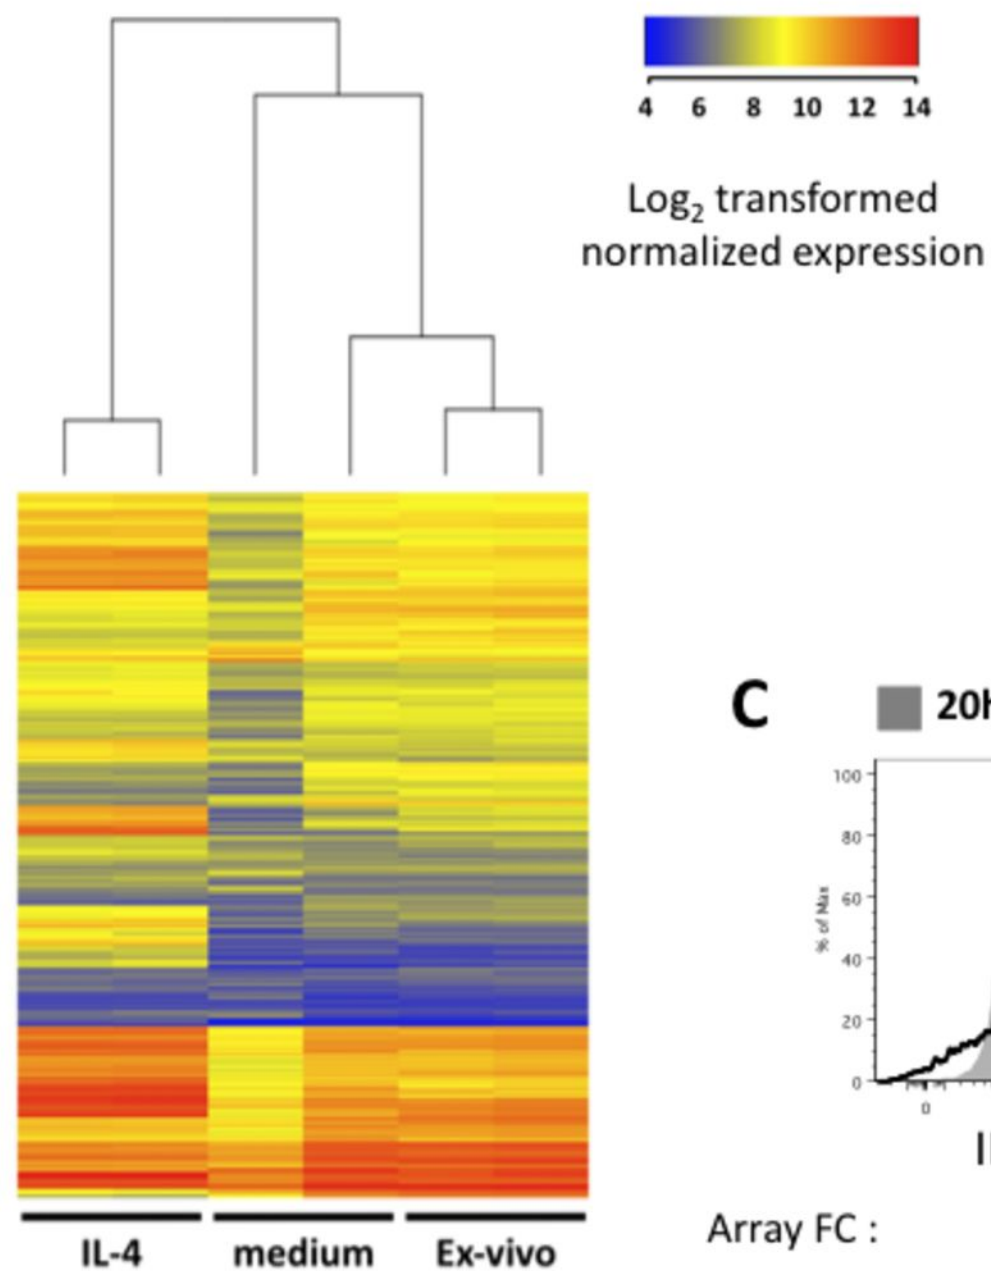 4 6 8 10 12 14
Log₂ transformed
normalized expression
C
20h
100
80
60
40
20
0
% of Max
0
IL-4 medium Ex-vivo
Array FC :